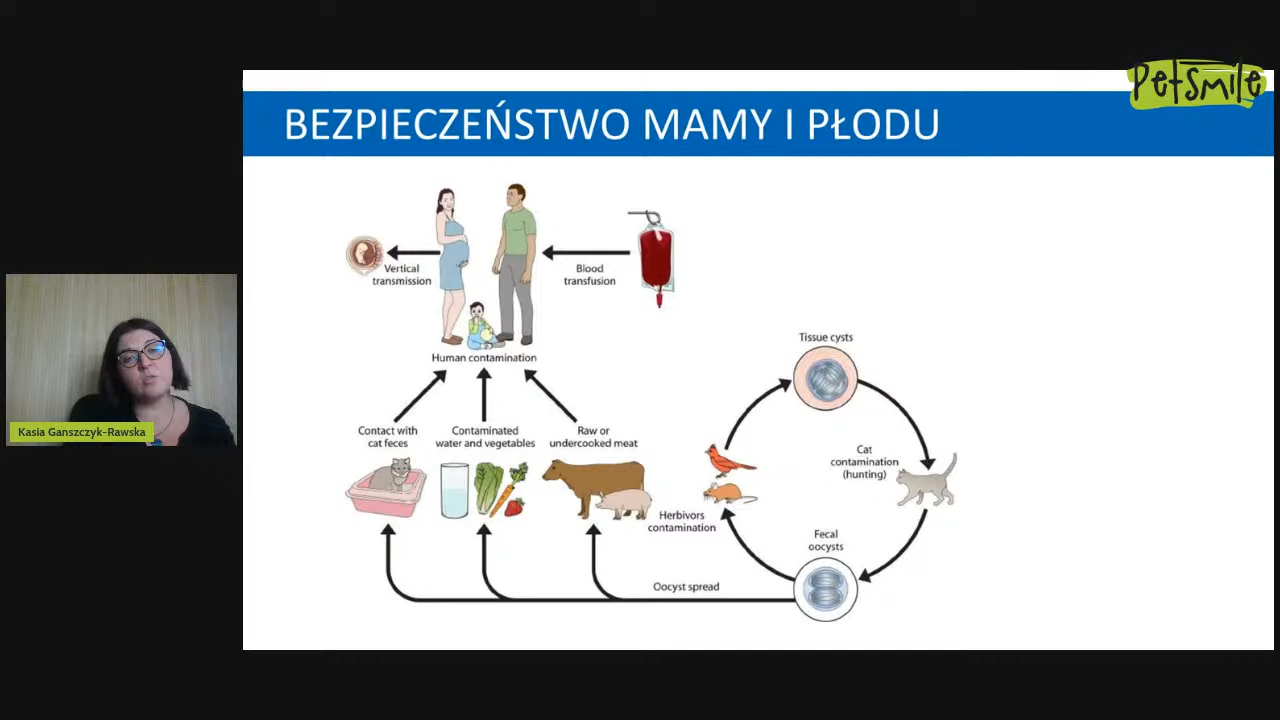 PetSmile
BEZPIECZEŃSTWO MAMY I PŁODU
Vertical
transmission
Blood
transfusion
Human contamination
Contact with
cat feces
Contaminated
water and vegetables
Raw or
undercooked meat
Tissue cysts
Cat
contamination
(hunting)
Herbivors
contamination
Fecal
oocysts
Oocyst spread
Kasia Ganszczyk-Rawska